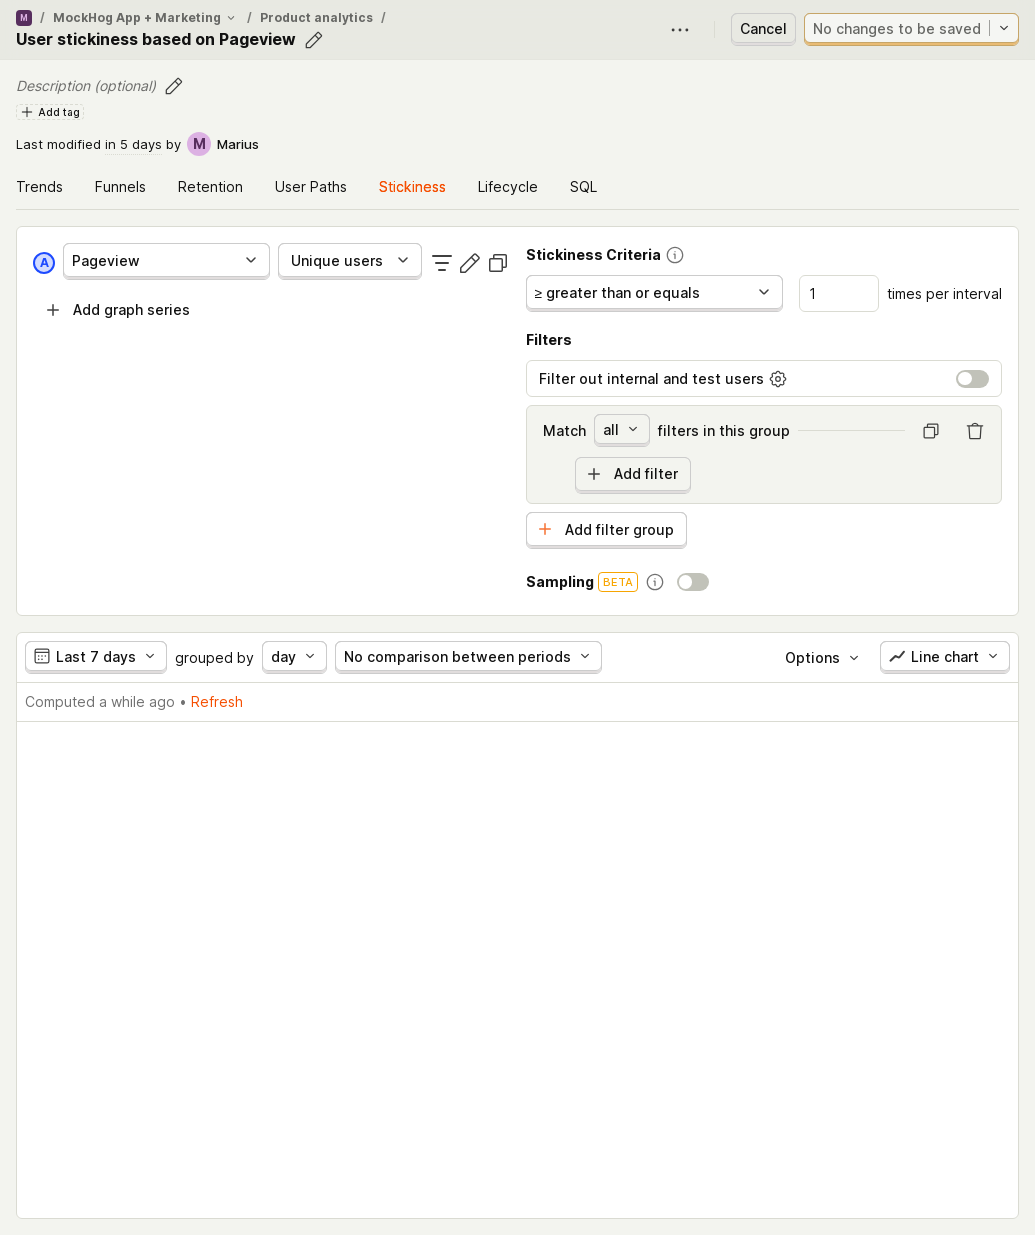 M / MockHog App + Marketing / Product analytics /
User stickiness based on Pageview
Cancel
No changes to be saved
Description (optional)
Add tag
Last modified in 5 days by M Marius
Trends Funnels Retention User Paths Stickiness Lifecycle SQL
A Pageview Unique users
Add graph series
Stickiness Criteria
≥ greater than or equals 1 times per interval
Filters
Filter out internal and test users
Match all filters in this group
Add filter
Add filter group
Sampling BETA
Last 7 days grouped by day No comparison between periods Options Line chart
Computed a while ago • Refresh